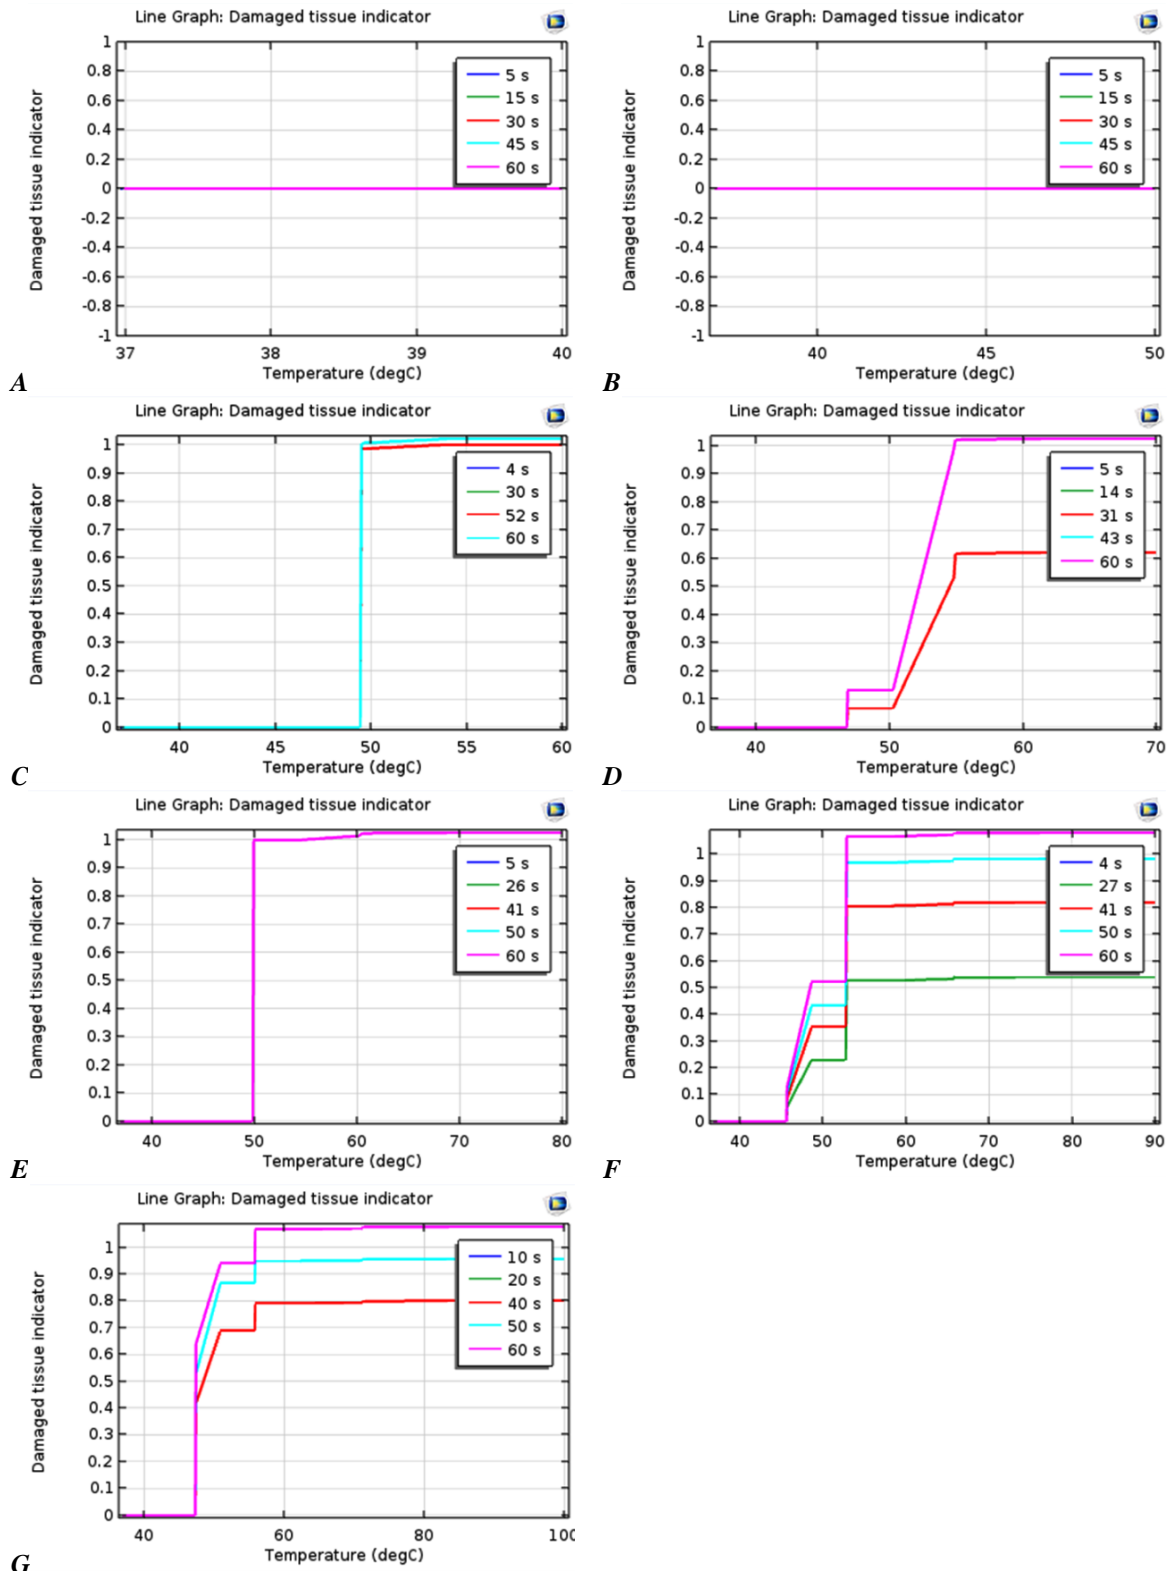 Line Graph: Damaged tissue indicator
Damaged tissue indicator
1
0.8
0.6
0.4
0.2
0
-0.2
-0.4
-0.6
-0.8
-1
5 s
15 s
30 s
45 s
60 s
37 38 39 40
Temperature (degC)
A
Line Graph: Damaged tissue indicator
Damaged tissue indicator
1
0.8
0.6
0.4
0.2
0
-0.2
-0.4
-0.6
-0.8
-1
5 s
15 s
30 s
45 s
60 s
40 45 50
Temperature (degC)
B
Line Graph: Damaged tissue indicator
Damaged tissue indicator
1
0.9
0.8
0.7
0.6
0.5
0.4
0.3
0.2
0.1
0
4 s
30 s
52 s
60 s
40 45 50 55 60
Temperature (degC)
C
Line Graph: Damaged tissue indicator
Damaged tissue indicator
1
0.9
0.8
0.7
0.6
0.5
0.4
0.3
0.2
0.1
0
5 s
14 s
31 s
43 s
60 s
40 50 60 70
Temperature (degC)
D
Line Graph: Damaged tissue indicator
Damaged tissue indicator
1
0.9
0.8
0.7
0.6
0.5
0.4
0.3
0.2
0.1
0
5 s
26 s
41 s
50 s
60 s
40 50 60 70 80
Temperature (degC)
E
Line Graph: Damaged tissue indicator
Damaged tissue indicator
1
0.9
0.8
0.7
0.6
0.5
0.4
0.3
0.2
0.1
0
4 s
27 s
41 s
50 s
60 s
40 50 60 70 80 90
Temperature (degC)
F
Line Graph: Damaged tissue indicator
Damaged tissue indicator
1
0.9
0.8
0.7
0.6
0.5
0.4
0.3
0.2
0.1
0
10 s
20 s
40 s
50 s
60 s
40 60 80 100
Temperature (degC)
G